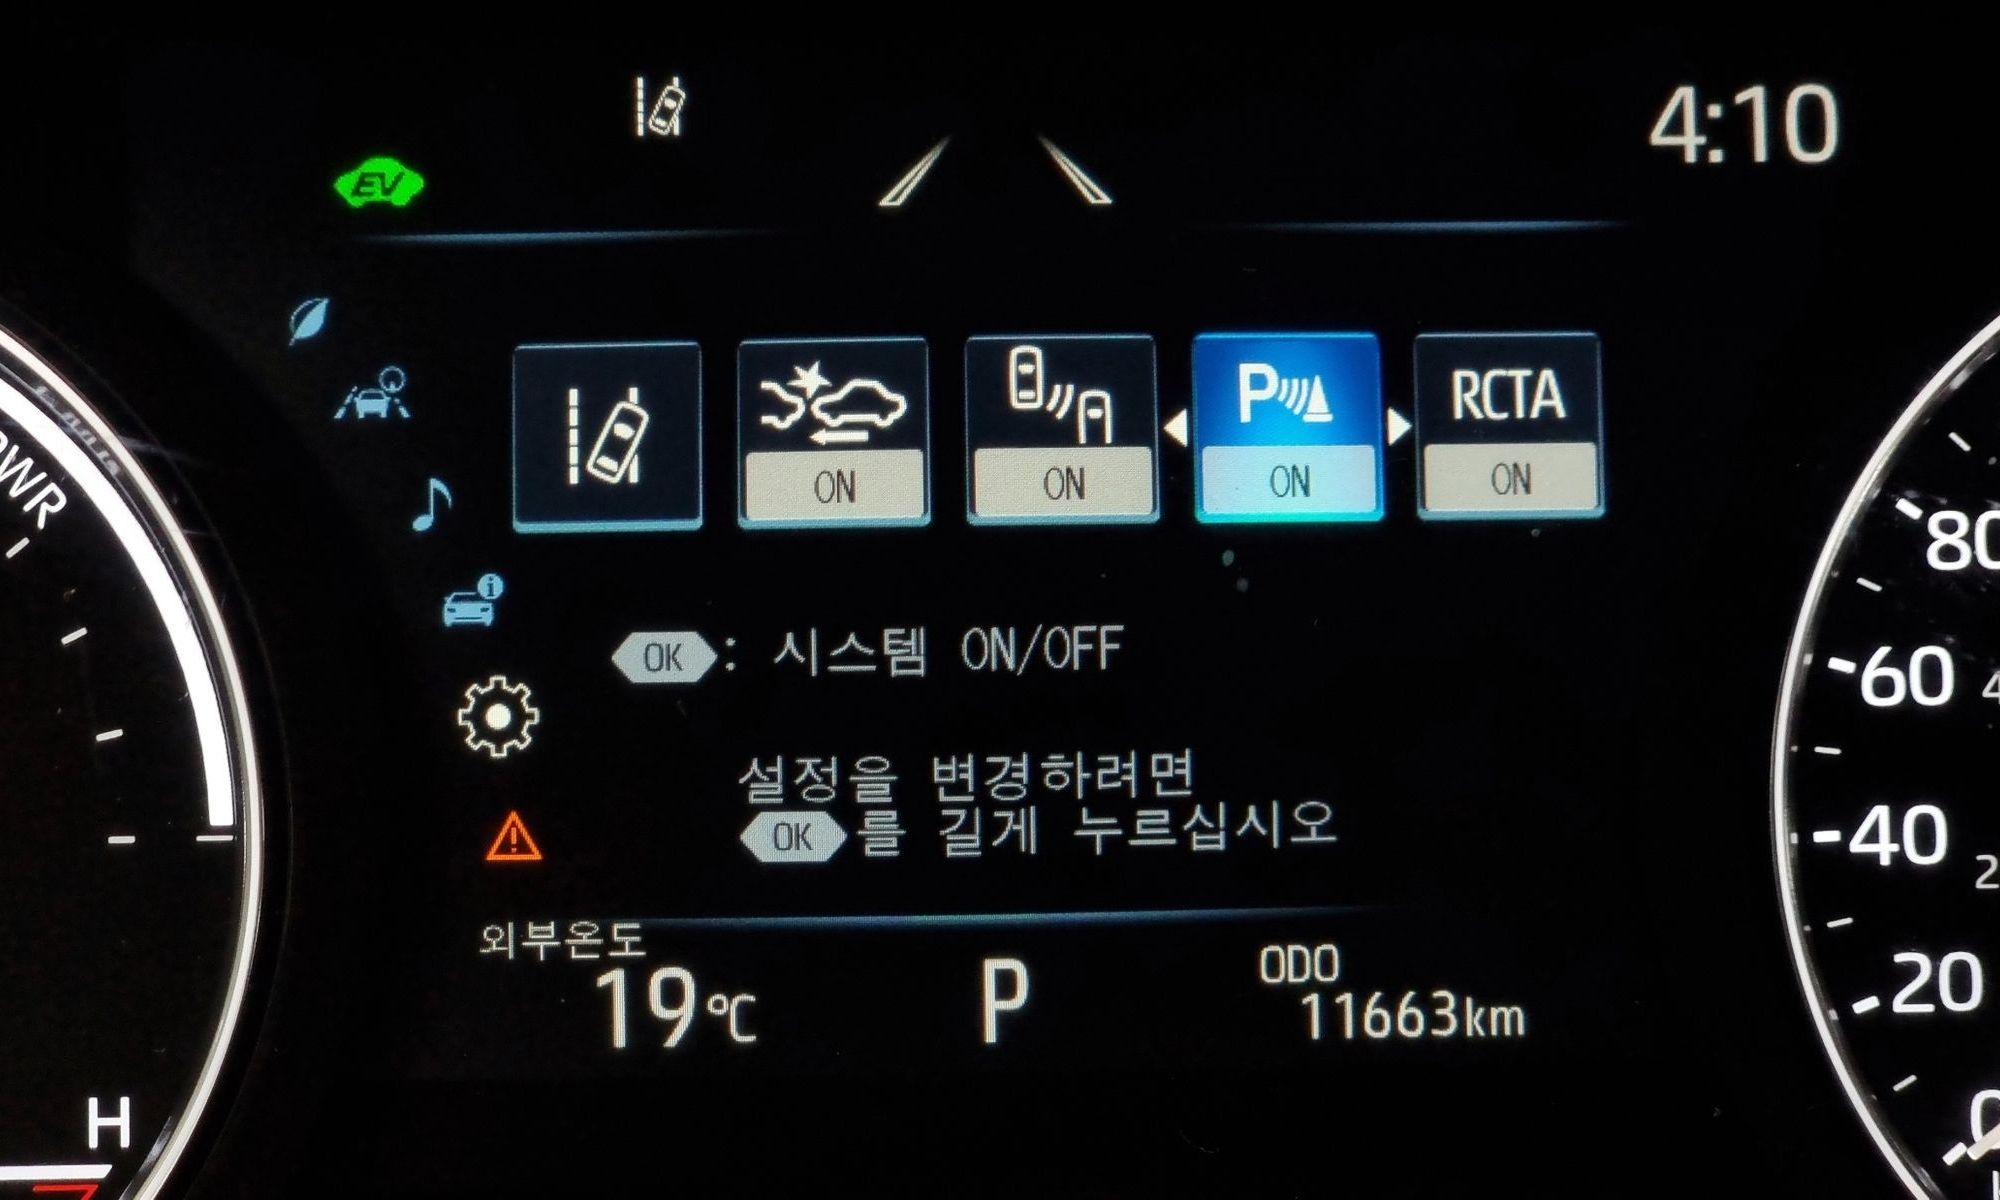 4:10
EV
PWR
P
RCTA
ON
ON
ON
ON
OK : 시스템 ON/OFF
설정을 변경하려면
OK 를 길게 누르십시오
외부온도
19℃
P
ODO
11663km
H
80
60
40
20
0